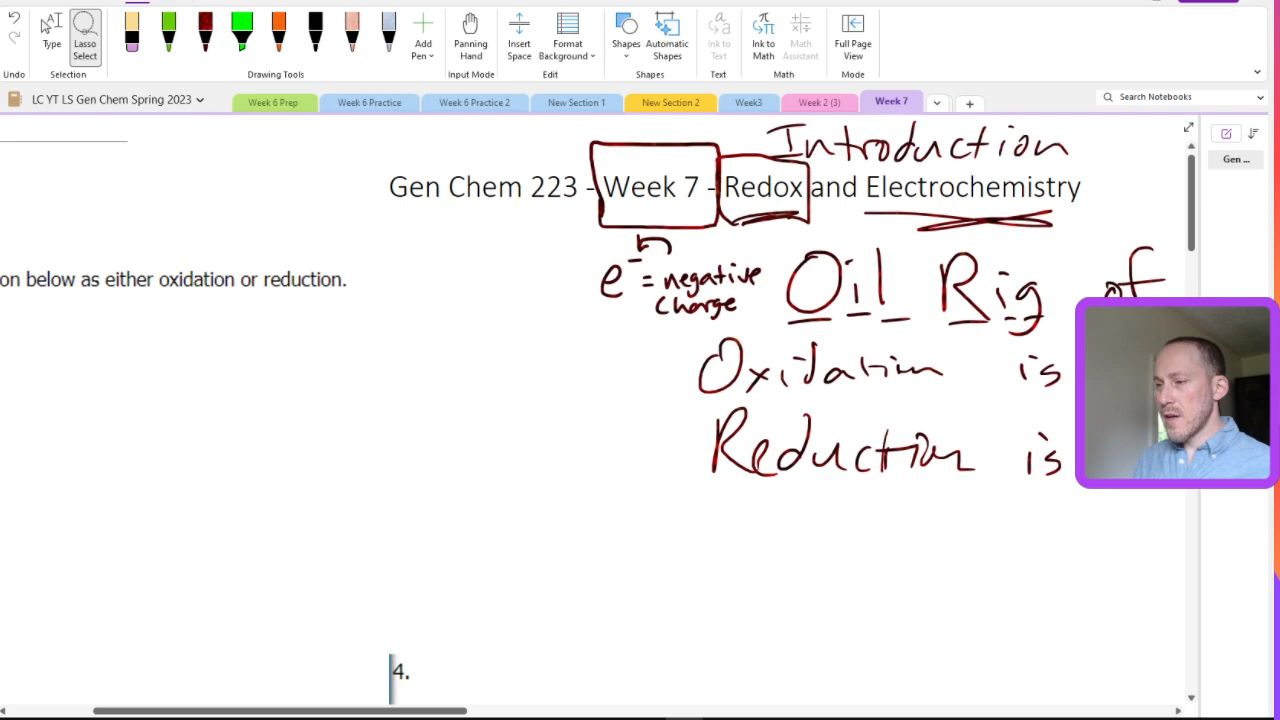 Undo
Type
Lasso
Select
Selection
Drawing Tools
Add
Pen
Panning
Hand
Input Mode
Insert
Space
Format
Background
Edit
Shapes
Automatic
Shapes
Shapes
Ink to
Text
Text
Ink to
Math
Math
Assistant
Math
Full Page
View
Mode
LC YT LS Gen Chem Spring 2023
Week 6 Prep
Week 6 Practice
Week 6 Practice 2
New Section 1
New Section 2
Week3
Week 2 (3)
Week 7
Search Notebooks
Gen ...
Introduction
Gen Chem 223 - Week 7 - Redox and Electrochemistry
on below as either oxidation or reduction.
e⁻ = negative
charge
Oil Rig of
Oxidation is
Reduction is
4.